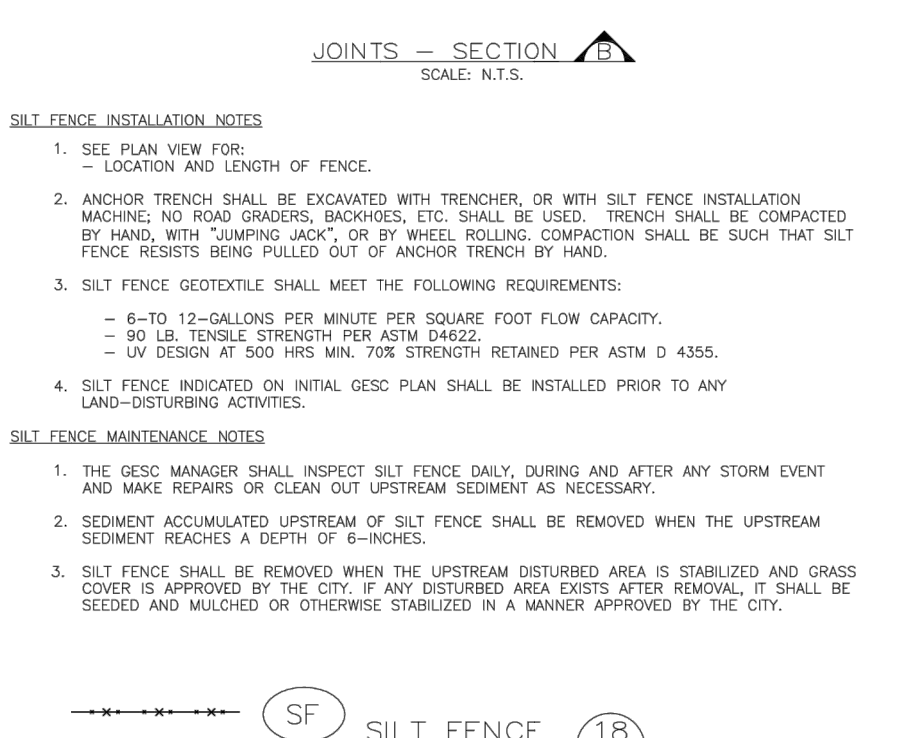 JOINTS – SECTION B
SCALE: N.T.S.
SILT FENCE INSTALLATION NOTES
1. SEE PLAN VIEW FOR:
– LOCATION AND LENGTH OF FENCE.
2. ANCHOR TRENCH SHALL BE EXCAVATED WITH TRENCHER, OR WITH SILT FENCE INSTALLATION
MACHINE; NO ROAD GRADERS, BACKHOES, ETC. SHALL BE USED. TRENCH SHALL BE COMPACTED
BY HAND, WITH "JUMPING JACK", OR BY WHEEL ROLLING. COMPACTION SHALL BE SUCH THAT SILT
FENCE RESISTS BEING PULLED OUT OF ANCHOR TRENCH BY HAND.
3. SILT FENCE GEOTEXTILE SHALL MEET THE FOLLOWING REQUIREMENTS:
– 6–TO 12–GALLONS PER MINUTE PER SQUARE FOOT FLOW CAPACITY.
– 90 LB. TENSILE STRENGTH PER ASTM D4622.
– UV DESIGN AT 500 HRS MIN. 70% STRENGTH RETAINED PER ASTM D 4355.
4. SILT FENCE INDICATED ON INITIAL GESC PLAN SHALL BE INSTALLED PRIOR TO ANY
LAND–DISTURBING ACTIVITIES.
SILT FENCE MAINTENANCE NOTES
1. THE GESC MANAGER SHALL INSPECT SILT FENCE DAILY, DURING AND AFTER ANY STORM EVENT
AND MAKE REPAIRS OR CLEAN OUT UPSTREAM SEDIMENT AS NECESSARY.
2. SEDIMENT ACCUMULATED UPSTREAM OF SILT FENCE SHALL BE REMOVED WHEN THE UPSTREAM
SEDIMENT REACHES A DEPTH OF 6–INCHES.
3. SILT FENCE SHALL BE REMOVED WHEN THE UPSTREAM DISTURBED AREA IS STABILIZED AND GRASS
COVER IS APPROVED BY THE CITY. IF ANY DISTURBED AREA EXISTS AFTER REMOVAL, IT SHALL BE
SEEDED AND MULCHED OR OTHERWISE STABILIZED IN A MANNER APPROVED BY THE CITY.
SF
SILT FENCE 18